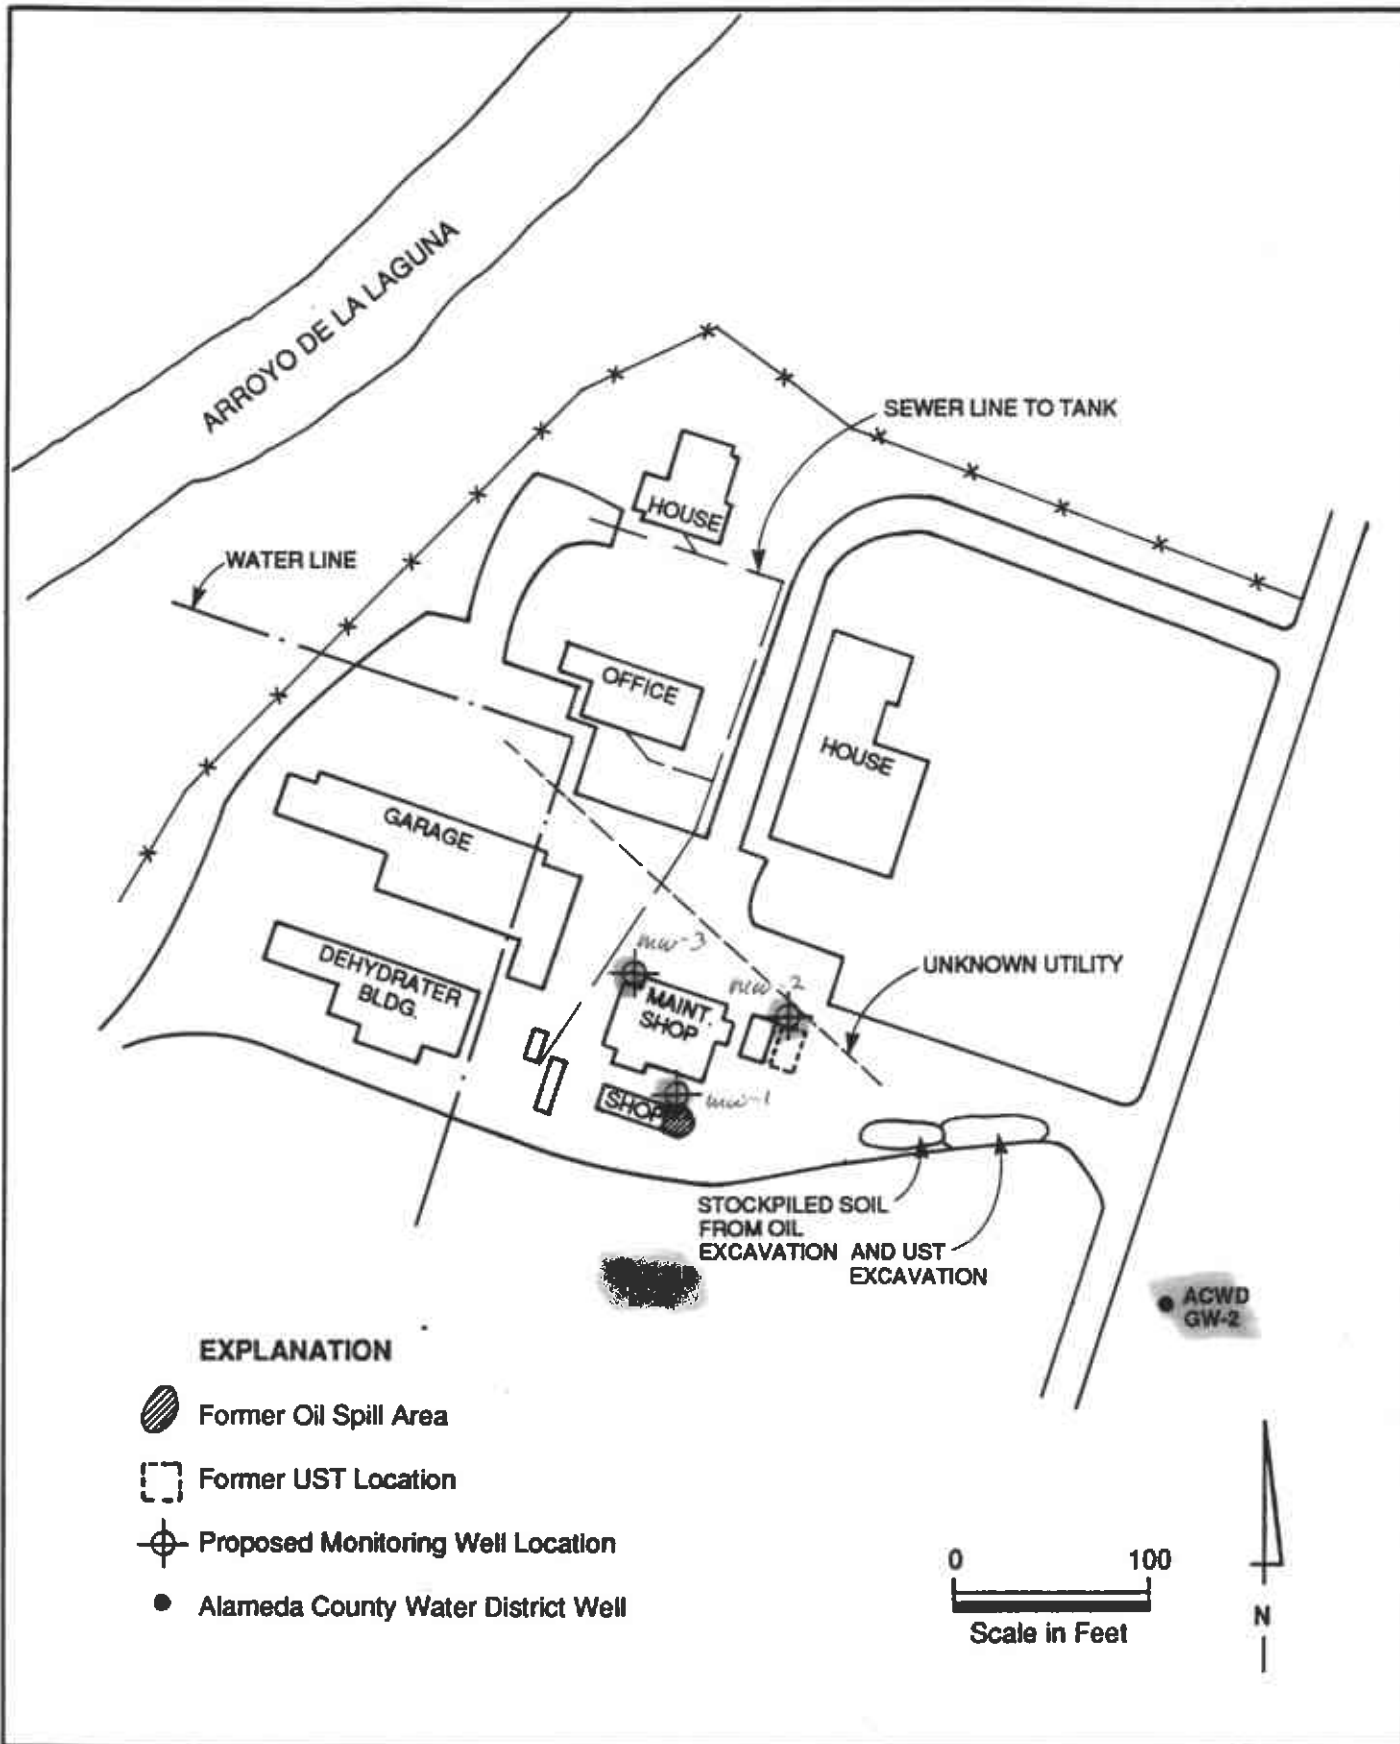 ARROYO DE LA LAGUNA
SEWER LINE TO TANK
HOUSE
WATER LINE
OFFICE
HOUSE
GARAGE
mw-3
UNKNOWN UTILITY
DEHYDRATER
BLDG.
mw-2
MAINT.
SHOP
SHOP
mw-1
STOCKPILED SOIL
FROM OIL
EXCAVATION AND UST
EXCAVATION
ACWD
GW-2
EXPLANATION
Former Oil Spill Area
Former UST Location
Proposed Monitoring Well Location
Alameda County Water District Well
0 100
Scale in Feet
N